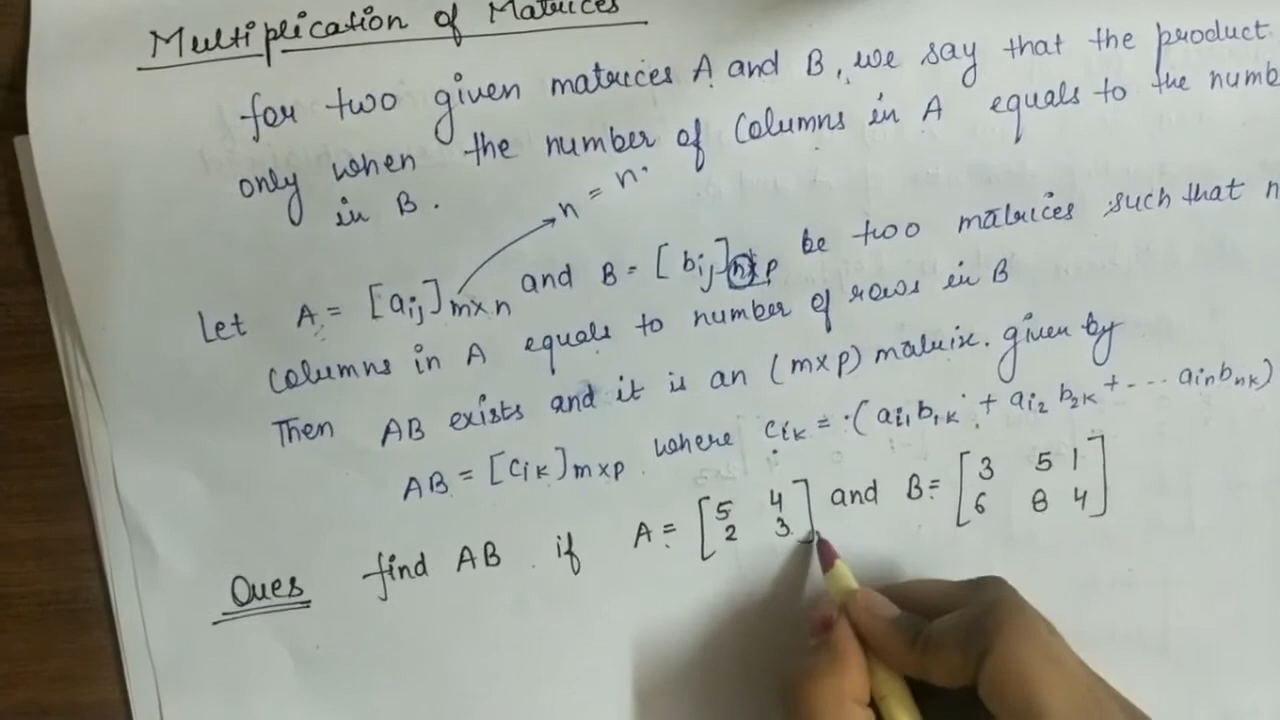 Multiplication of Matrices
for two given matrices A and B, we say that the product
only when the number of columns in A equals to the numb
in B.
n = n.
Let A = [aij]m×n and B = [bij]n×p be two matrices such that n
columns in A equals to number of rows in B
Then AB exists and it is an (m×p) matrix. given by
AB = [cik]m×p. where cik = (ai1b1k + ai2 b2k + --- ainbnk)
Ques find AB if A = [5 4 and B = [3 5 1
2 3] 6 8 4]